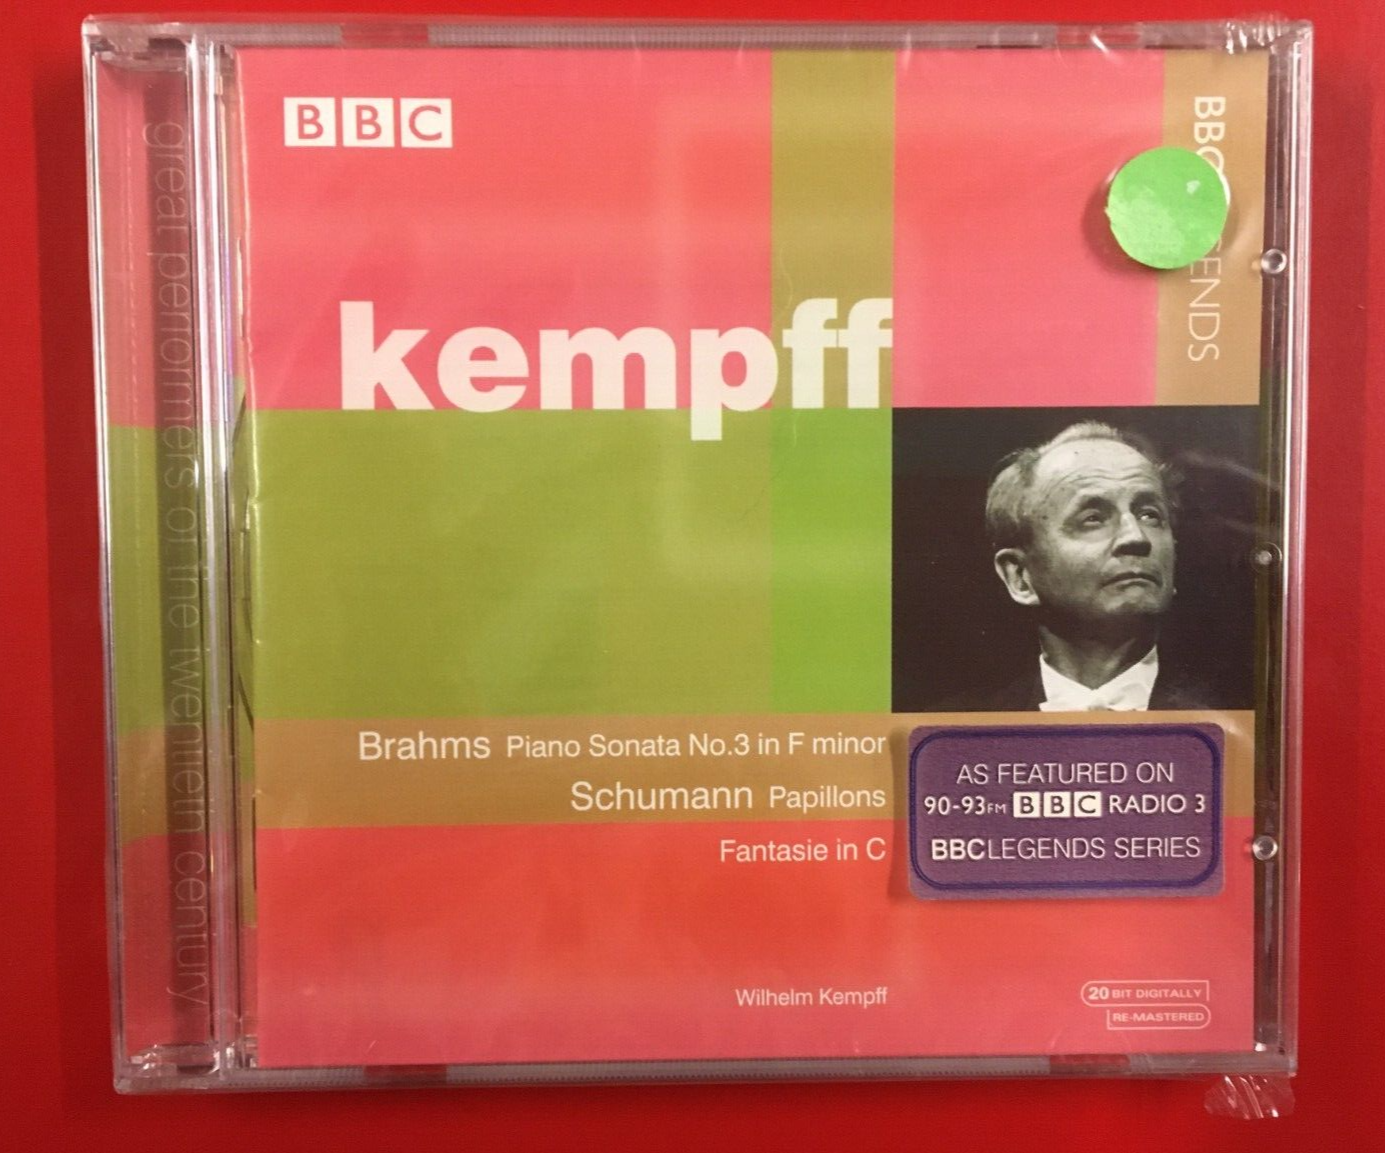 BBC
kempff
Brahms Piano Sonata No.3 in F minor
Schumann Papillons
Fantasie in C
Wilhelm Kempff
AS FEATURED ON
90-93FM BBC RADIO 3
BBCLEGENDS SERIES
20 BIT DIGITALLY
RE-MASTERED
great performers of the twentieth century